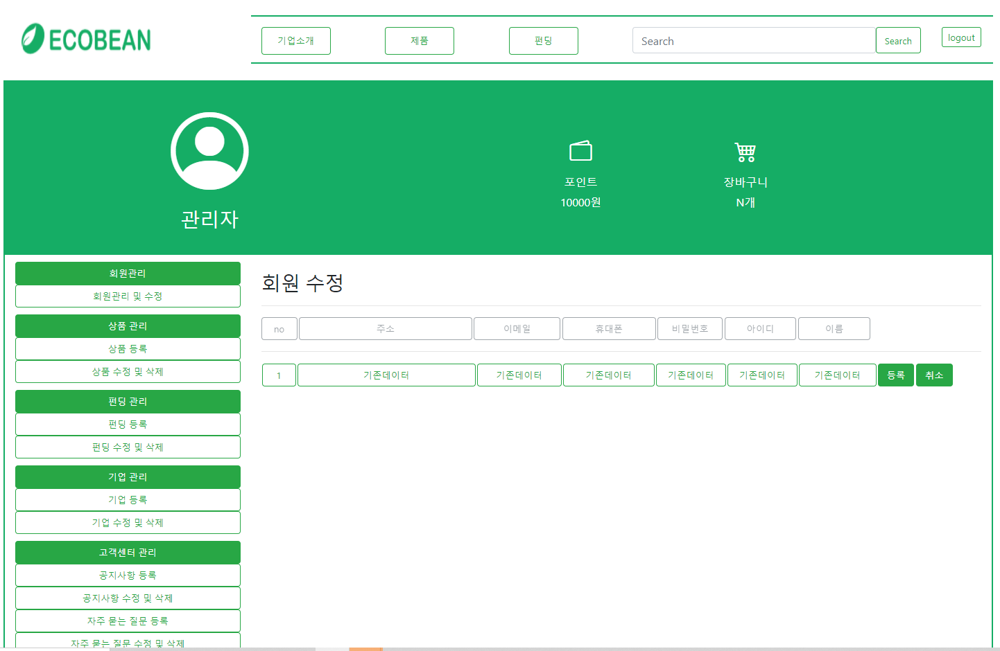 ECOBEAN
기업소개 제품 펀딩 Search Search logout
관리자
포인트
10000원
장바구니
N개
회원관리
회원관리 및 수정
상품 관리
상품 등록
상품 수정 및 삭제
펀딩 관리
펀딩 등록
펀딩 수정 및 삭제
기업 관리
기업 등록
기업 수정 및 삭제
고객센터 관리
공지사항 등록
공지사항 수정 및 삭제
자주 묻는 질문 등록
자주 묻는 질문 수정 및 삭제
회원 수정
no 주소 이메일 휴대폰 비밀번호 아이디 이름
1 기존데이터 기존데이터 기존데이터 기존데이터 기존데이터 기존데이터 등록 취소